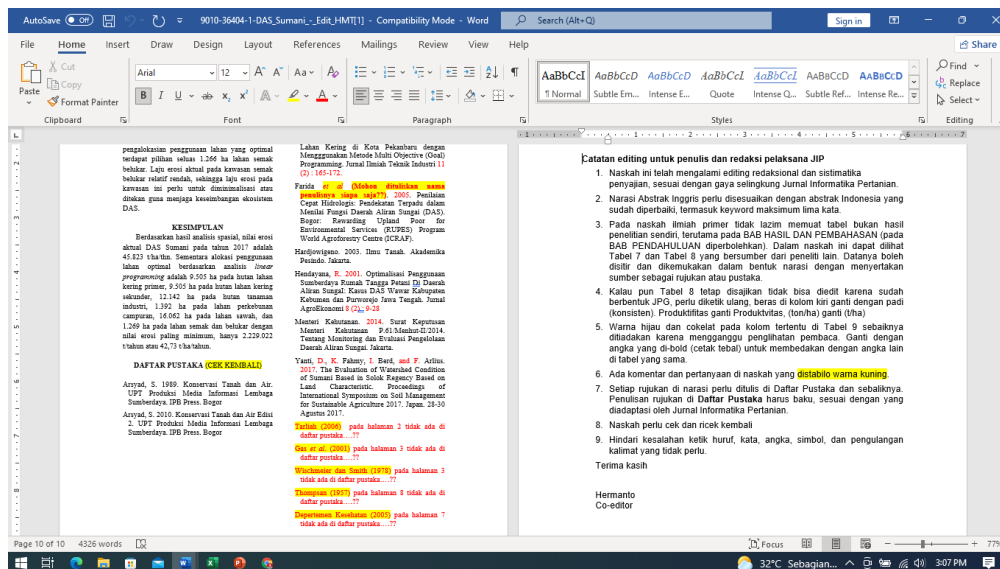 AutoSave Off 9010-36404-1-DAS_Sumani_-_Edit_HMT[1] - Compatibility Mode - Word Search (Alt+Q) Sign in
File Home Insert Draw Design Layout References Mailings Review View Help Share
Paste Cut Copy Format Painter
Arial 12
AaBbCcI AaBbCcD AaBbCcD AaBbCcD AaBbCcI AABBCCD AABBCCD
¶ Normal Subtle Em... Intense E... Quote Intense Q... Subtle Ref... Intense Re...
Find Replace Select
Clipboard Font Paragraph Styles Editing
pengalokasian penggunaan lahan yang optimal
terdapat pilihan seluas 1.266 ha lahan semak
belukar. Laju erosi aktual pada kawasan semak
belukar relatif rendah, sehingga laju erosi pada
kawasan ini perlu untuk diminimalisasi atau
ditekan guna menjaga keseimbangan ekosistem
DAS.
KESIMPULAN
Berdasarkan hasil analisis spasial, nilai erosi
aktual DAS Sumani pada tahun 2017 adalah
45.823 t/ha/thn. Sementara alokasi penggunaan
lahan optimal berdasarkan analisis linear
programming adalah 9.505 ha pada hutan lahan
kering primer, 9.505 ha pada hutan lahan kering
sekunder, 12.142 ha pada hutan tanaman
industri, 1.392 ha pada lahan perkebunan
campuran, 16.062 ha pada lahan sawah, dan
1.269 ha pada lahan semak dan belukar dengan
nilai erosi paling minimum, hanya 2.229.022
t/tahun atau 42,73 t/ha/tahun.
DAFTAR PUSTAKA (CEK KEMBALI)
Arsyad, S. 1989. Konservasi Tanah dan Air.
UPT Produksi Media Informasi Lembaga
Sumberdaya. IPB Press. Bogor
Arsyad, S. 2010. Konservasi Tanah dan Air Edisi
2. UPT Produksi Media Informasi Lembaga
Sumberdaya. IPB Press. Bogor
Lahan Kering di Kota Pekanbaru dengan
Mengggunakan Metode Multi Objective (Goal)
Programming. Jurnal Ilmiah Teknik Industri 11
(2) : 165-172.
Farida et al (Mohon dituliskan nama
penulisnya siapa saja??). 2005. Penilaian
Cepat Hidrologis: Pendekatan Terpadu dalam
Menilai Fungsi Daerah Aliran Sungai (DAS).
Bogor: Rewarding Upland Poor for
Environmental Services (RUPES) Program
World Agroforestry Centre (ICRAF).
Hardjowigeno. 2003. Ilmu Tanah. Akademika
Pesindo. Jakarta.
Hendayana, R. 2001. Optimalisasi Penggunaan
Sumberdaya Rumah Tangga Petani Di Daerah
Aliran Sungai: Kasus DAS Wawar Kabupaten
Kebumen dan Purworejo Jawa Tengah. Jurnal
AgroEkonomi 8 (2).: 9-28
Menteri Kehutanan. 2014. Surat Keputusan
Menteri Kehutanan P.61/Menhut-II/2014.
Tentang Monitoring dan Evaluasi Pengelolaan
Daerah Aliran Sungai. Jakarta.
Yanti, D., K. Fahmy, I. Berd, and F. Arlius.
2017. The Evaluation of Watershed Condition
of Sumani Based in Solok Regency Based on
Land Characteristic. Proceedings of
International Symposium on Soil Management
for Sustainable Agriculture 2017. Japan. 28-30
Agustus 2017.
Tarliah (2006) pada halaman 2 tidak ada di
daftar pustaka....??
Gas et al. (2001) pada halaman 3 tidak ada di
daftar pustaka....??
Wischmeier dan Smith (1978) pada halaman 3
tidak ada di daftar pustaka....??
Thompsan (1957) pada halaman 8 tidak ada di
daftar pustaka....??
Depertemen Kesehatan (2005) pada halaman 7
tidak ada di daftar pustaka....??
Catatan editing untuk penulis dan redaksi pelaksana JIP
1. Naskah ini telah mengalami editing redaksional dan sistimatika
penyajian, sesuai dengan gaya selingkung Jurnal Informatika Pertanian.
2. Narasi Abstrak Inggris perlu disesuaikan dengan abstrak Indonesia yang
sudah diperbaiki, termasuk keyword maksimum lima kata.
3. Pada naskah ilmiah primer tidak lazim memuat tabel bukan hasil
penelitian sendiri, terutama pada BAB HASIL DAN PEMBAHASAN (pada
BAB PENDAHULUAN diperbolehkan). Dalam naskah ini dapat dilihat
Tabel 7 dan Tabel 8 yang bersumber dari peneliti lain. Datanya boleh
disitir dan dikemukakan dalam bentuk narasi dengan menyertakan
sumber sebagai rujukan atau pustaka.
4. Kalau pun Tabel 8 tetap disajikan tidak bisa diedit karena sudah
berbentuk JPG, perlu diketik ulang, beras di kolom kiri ganti dengan padi
(konsisten). Produktifitas ganti Produktvitas, (ton/ha) ganti (t/ha)
5. Warna hijau dan cokelat pada kolom tertentu di Tabel 9 sebaiknya
ditiadakan karena mengganggu penglihatan pembaca. Ganti dengan
angka yang di-bold (cetak tebal) untuk membedakan dengan angka lain
di tabel yang sama.
6. Ada komentar dan pertanyaan di naskah yang distabilo warna kuning.
7. Setiap rujukan di narasi perlu ditulis di Daftar Pustaka dan sebaliknya.
Penulisan rujukan di Daftar Pustaka harus baku, sesuai dengan yang
diadaptasi oleh Jurnal Informatika Pertanian.
8. Naskah perlu cek dan ricek kembali
9. Hindari kesalahan ketik huruf, kata, angka, simbol, dan pengulangan
kalimat yang tidak perlu.
Terima kasih
Hermanto
Co-editor
Page 10 of 10 4326 words Focus 77%
32°C Sebagian... 3:07 PM